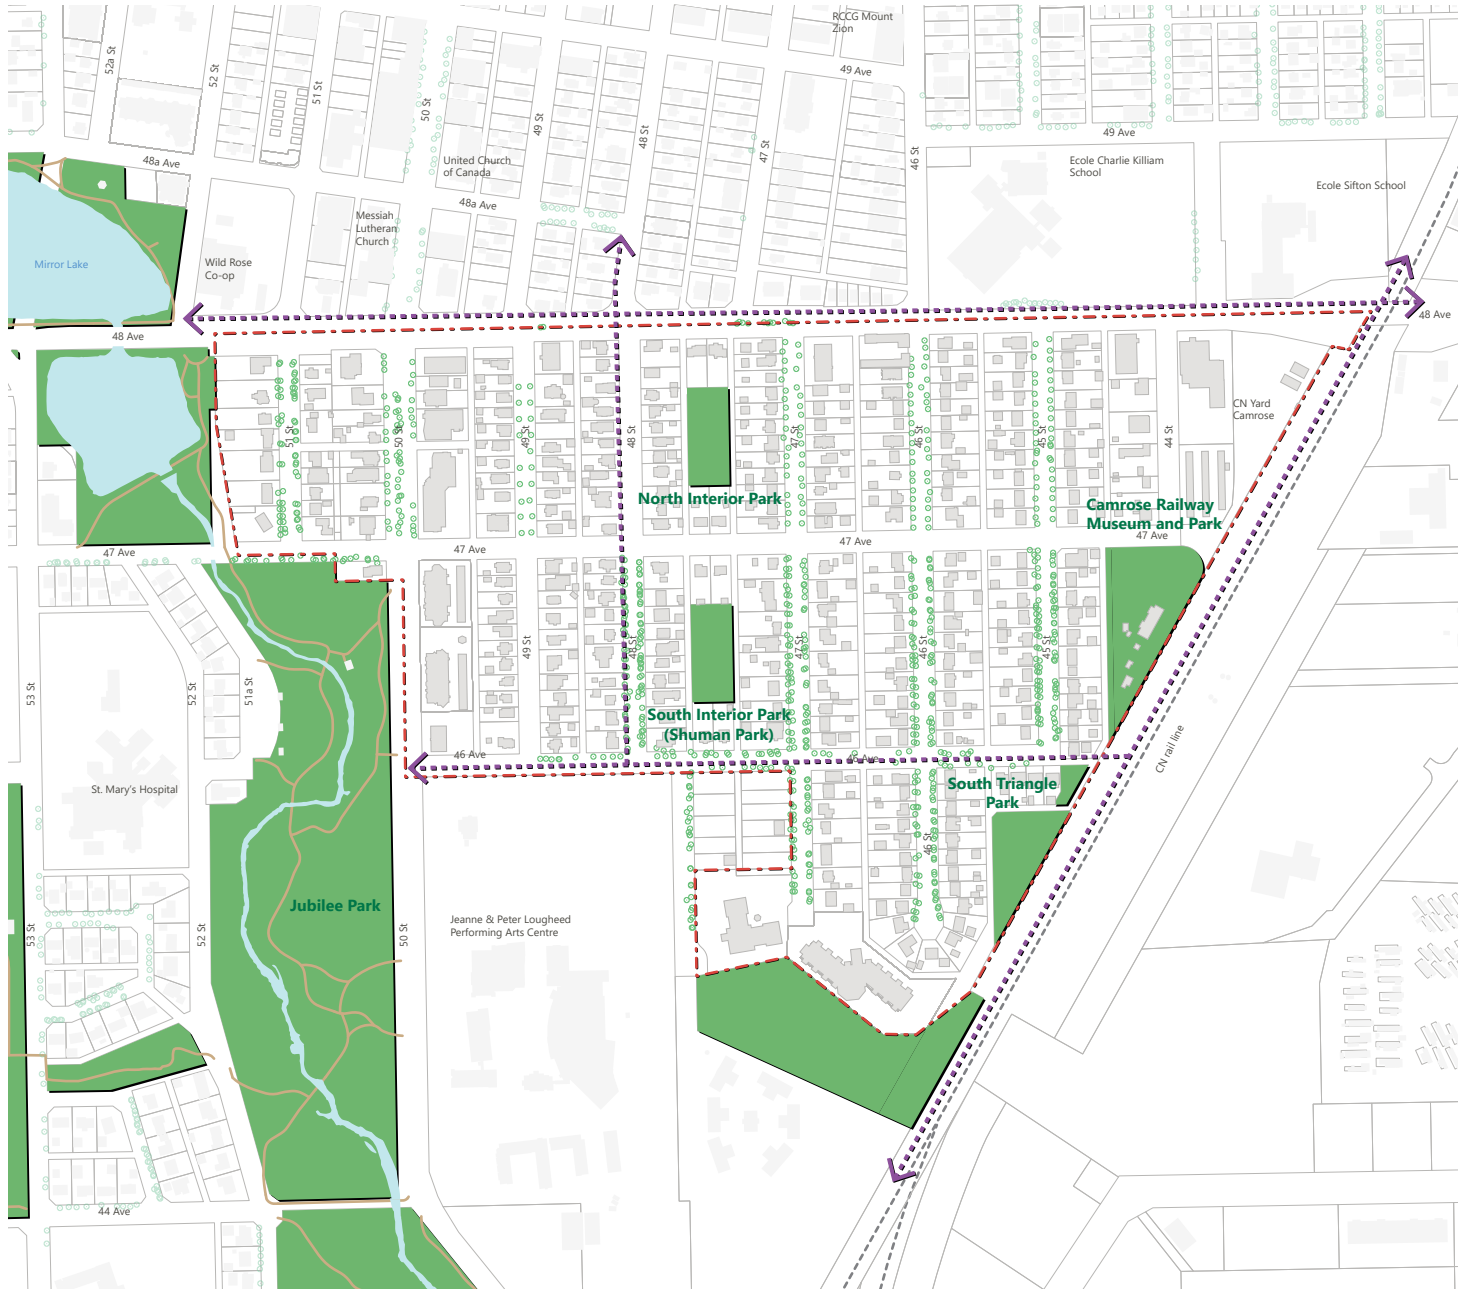 RCCG Mount
Zion
52a St
52 St
51 St
50 St
49 St
48 St
47 St
46 St
49 Ave
49 Ave
48a Ave
United Church
of Canada
Ecole Charlie Killiam
School
Ecole Sifton School
48a Ave
Messiah
Lutheran
Church
Mirror Lake
Wild Rose
Co-op
48 Ave
48 Ave
CN Yard
Camrose
51 St
50 St
49 St
48 St
47 St
46 St
45 St
44 St
North Interior Park
Camrose Railway
Museum and Park
47 Ave
47 Ave
47 Ave
47 Ave
53 St
52 St
51a St
49 St
48 St
47 St
46 St
45 St
South Interior Park
(Shuman Park)
46 Ave
46 Ave
CN rail line
St. Mary's Hospital
South Triangle
Park
46 St
Jubilee Park
53 St
52 St
50 St
Jeanne & Peter Lougheed
Performing Arts Centre
44 Ave